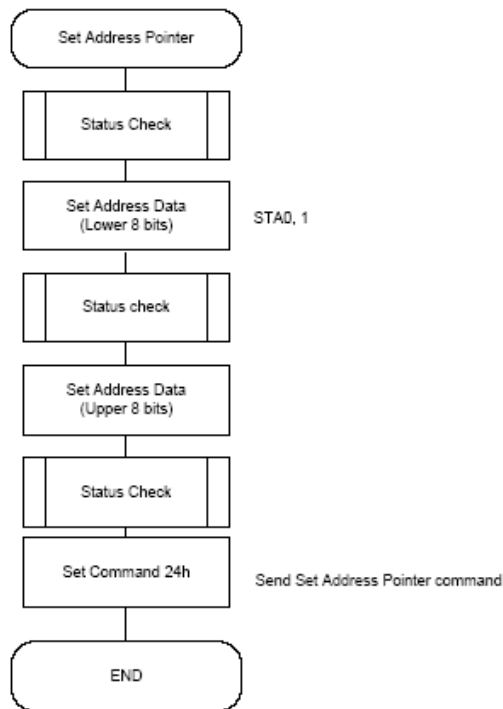 Set Address Pointer
Status Check
Set Address Data
(Lower 8 bits)
STA0, 1
Status check
Set Address Data
(Upper 8 bits)
Status Check
Set Command 24h
Send Set Address Pointer command
END